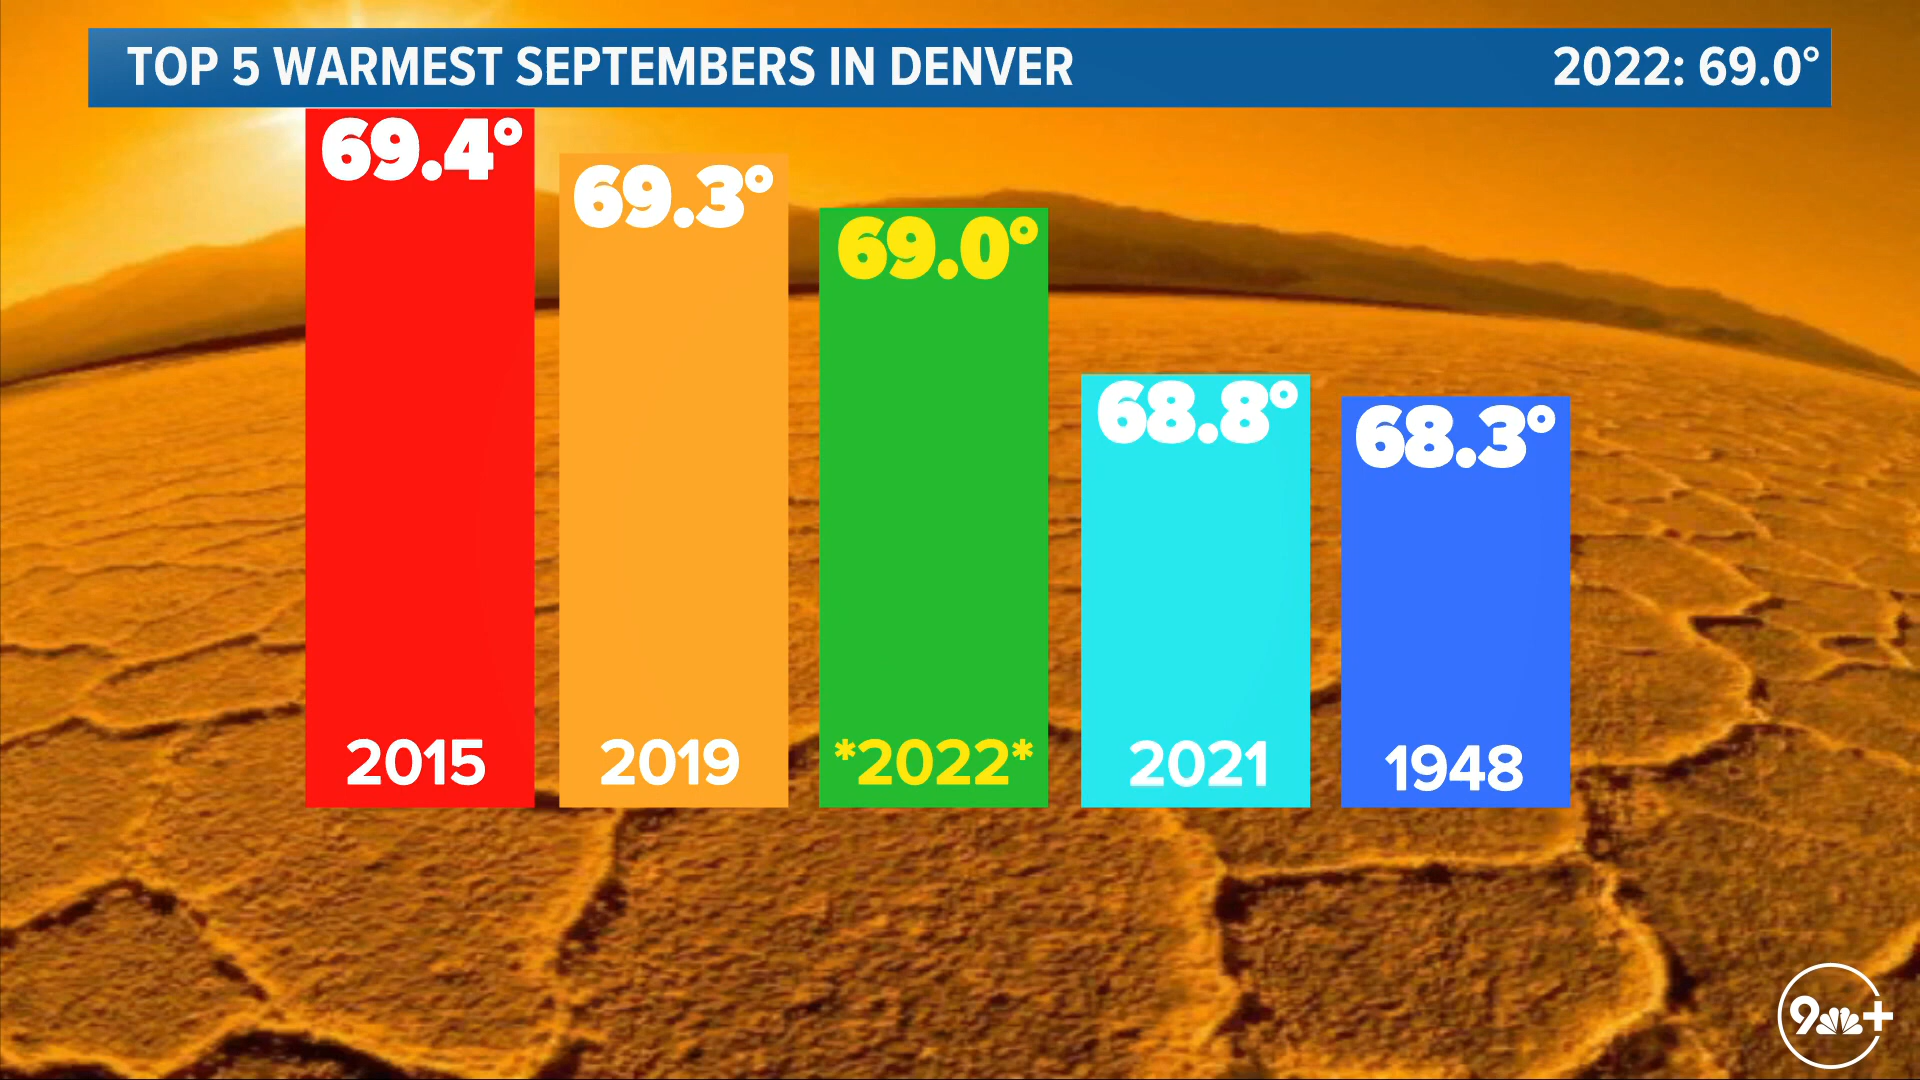 TOP 5 WARMEST SEPTEMBERS IN DENVER 2022: 69.0°
69.4° 69.3° 69.0° 68.8° 68.3°
2015 2019 *2022* 2021 1948
9+